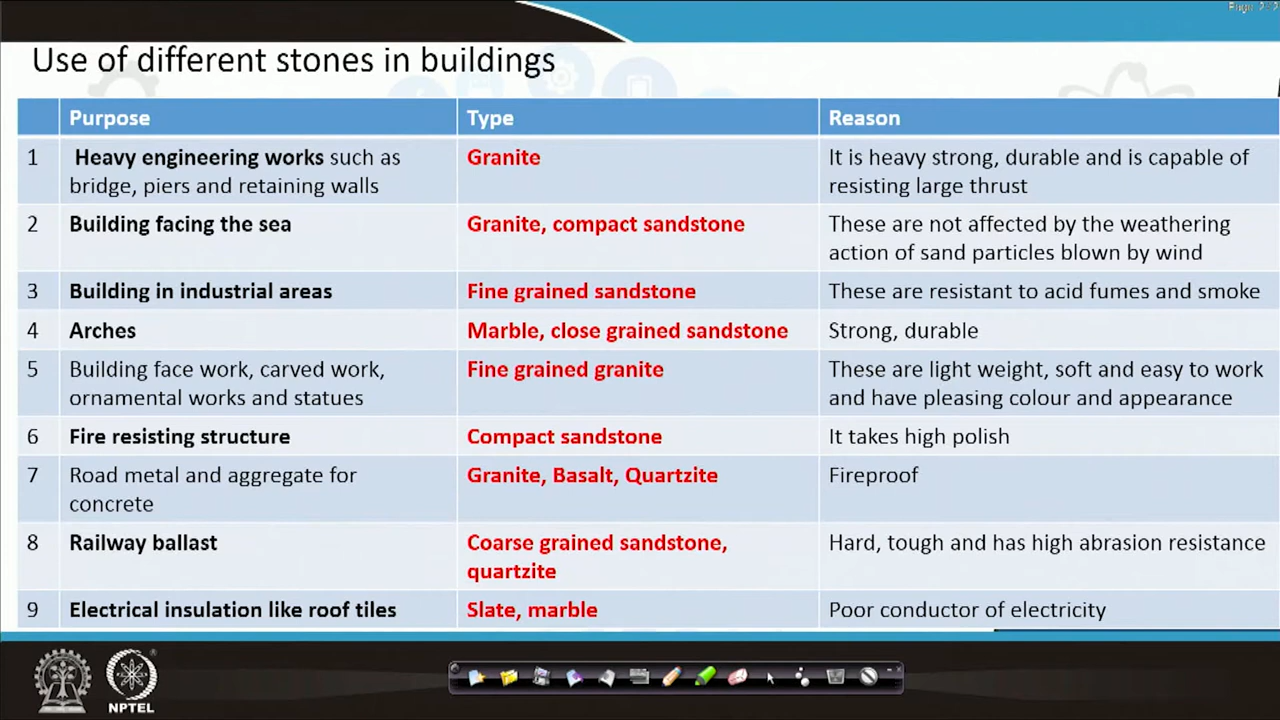 Use of different stones in buildings
Purpose Type Reason
1 Heavy engineering works such as bridge, piers and retaining walls Granite It is heavy strong, durable and is capable of resisting large thrust
2 Building facing the sea Granite, compact sandstone These are not affected by the weathering action of sand particles blown by wind
3 Building in industrial areas Fine grained sandstone These are resistant to acid fumes and smoke
4 Arches Marble, close grained sandstone Strong, durable
5 Building face work, carved work, ornamental works and statues Fine grained granite These are light weight, soft and easy to work and have pleasing colour and appearance
6 Fire resisting structure Compact sandstone It takes high polish
7 Road metal and aggregate for concrete Granite, Basalt, Quartzite Fireproof
8 Railway ballast Coarse grained sandstone, quartzite Hard, tough and has high abrasion resistance
9 Electrical insulation like roof tiles Slate, marble Poor conductor of electricity
NPTEL